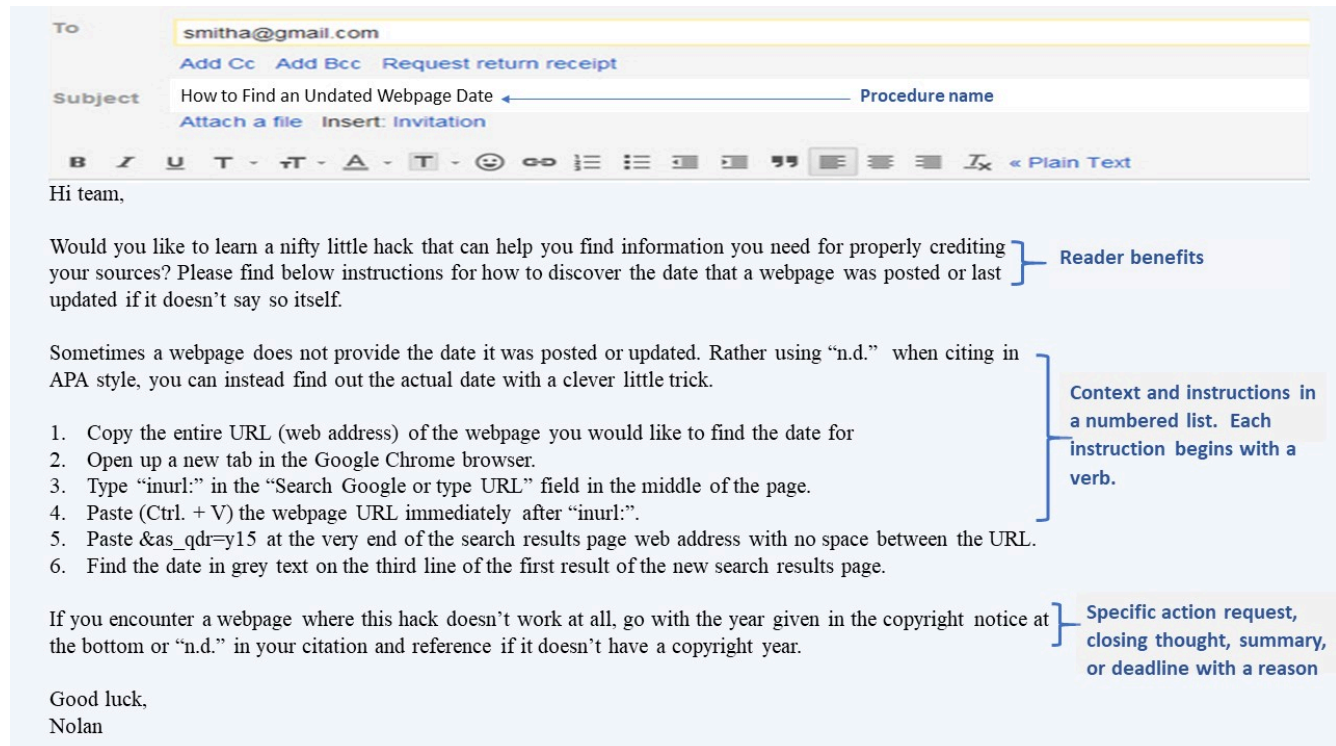 To smitha@gmail.com
Add Cc Add Bcc Request return receipt
Subject How to Find an Undated Webpage Date Procedure name
Attach a file Insert: Invitation
B I U T - тT - A - T - « Plain Text
Hi team,
Would you like to learn a nifty little hack that can help you find information you need for properly crediting
your sources? Please find below instructions for how to discover the date that a webpage was posted or last
updated if it doesn’t say so itself.
Reader benefits
Sometimes a webpage does not provide the date it was posted or updated. Rather using “n.d.” when citing in
APA style, you can instead find out the actual date with a clever little trick.
1. Copy the entire URL (web address) of the webpage you would like to find the date for
2. Open up a new tab in the Google Chrome browser.
3. Type “inurl:” in the “Search Google or type URL” field in the middle of the page.
4. Paste (Ctrl. + V) the webpage URL immediately after “inurl:”.
5. Paste &as_qdr=y15 at the very end of the search results page web address with no space between the URL.
6. Find the date in grey text on the third line of the first result of the new search results page.
Context and instructions in
a numbered list. Each
instruction begins with a
verb.
If you encounter a webpage where this hack doesn’t work at all, go with the year given in the copyright notice at
the bottom or “n.d.” in your citation and reference if it doesn’t have a copyright year.
Specific action request,
closing thought, summary,
or deadline with a reason
Good luck,
Nolan